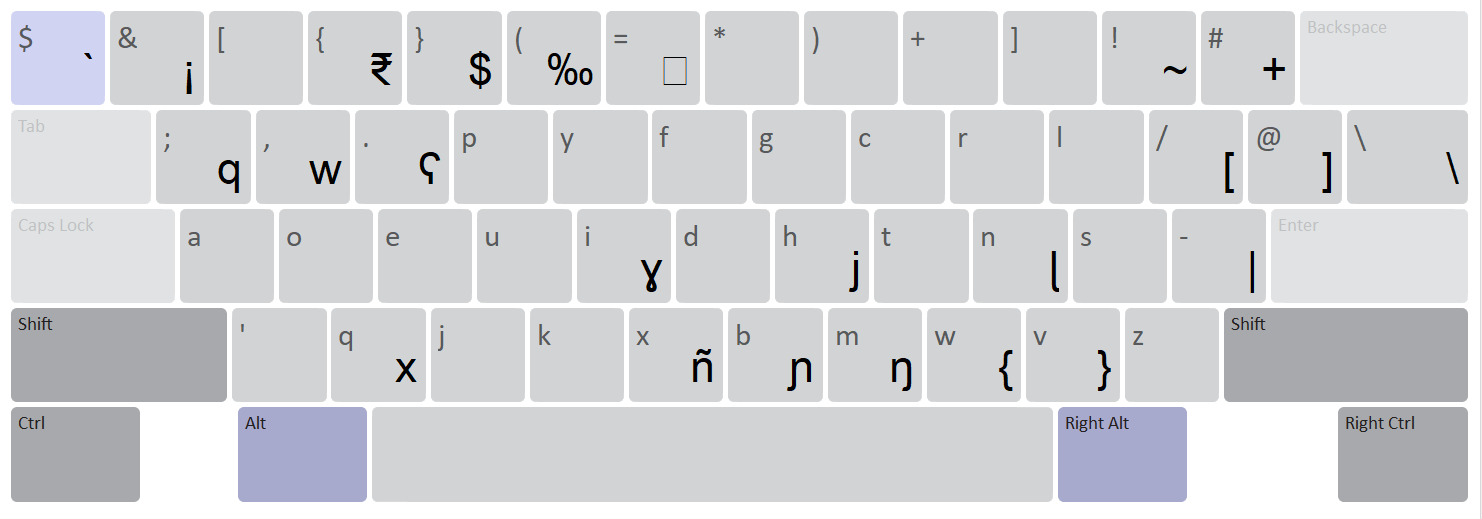 $ ` & ¡ [ { ₹ } $ ( ‰ = * ) + ] ! ~ # + Backspace
Tab ; q , w . ʕ p y f g c r l / [ @ ] \ \
Caps Lock a o e u i ɣ d h j t n ɭ s - | Enter
Shift ' q x j k x ñ b ɲ m ŋ w { v } z Shift
Ctrl Alt Right Alt Right Ctrl